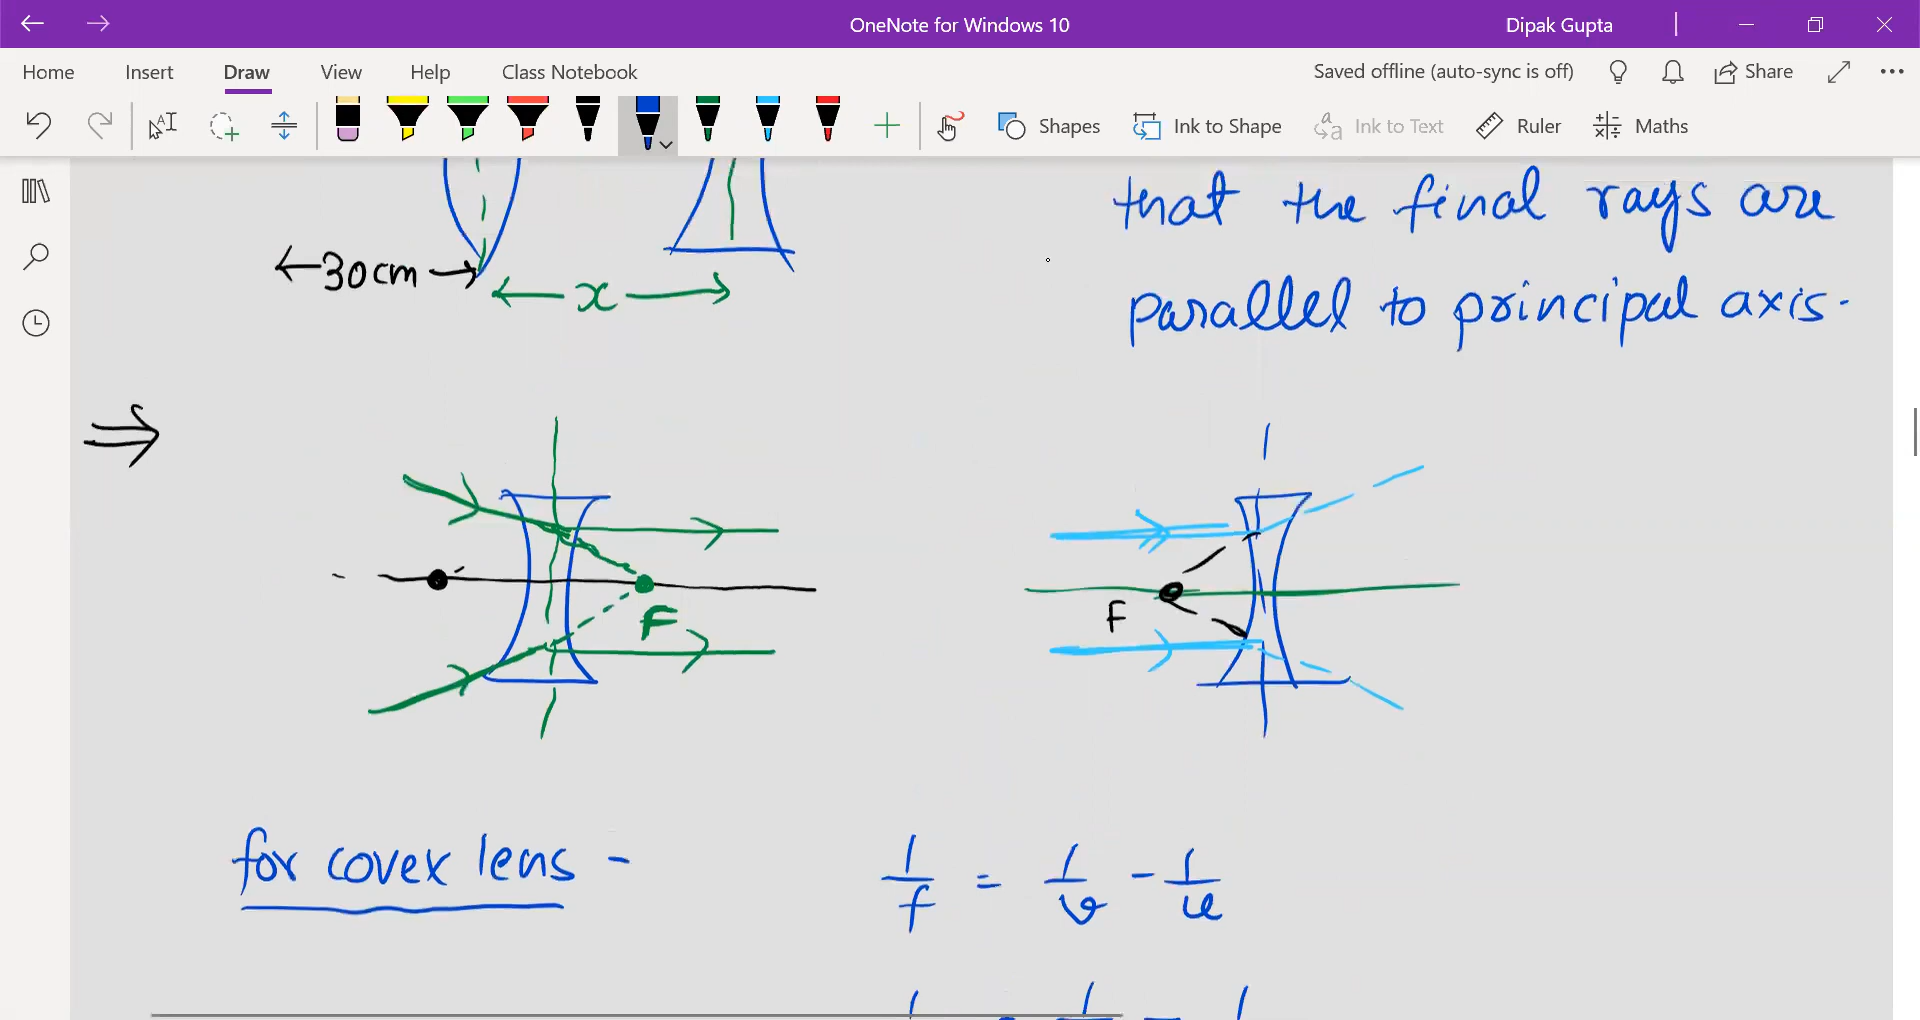 OneNote for Windows 10
Dipak Gupta
Home Insert Draw View Help Class Notebook
Saved offline (auto-sync is off) Share
Shapes Ink to Shape Ink to Text Ruler Maths
that the final rays are
←30cm→
← x →
parallel to principal axis.
⇒
F
F
for covex lens -
1/f = 1/v - 1/u